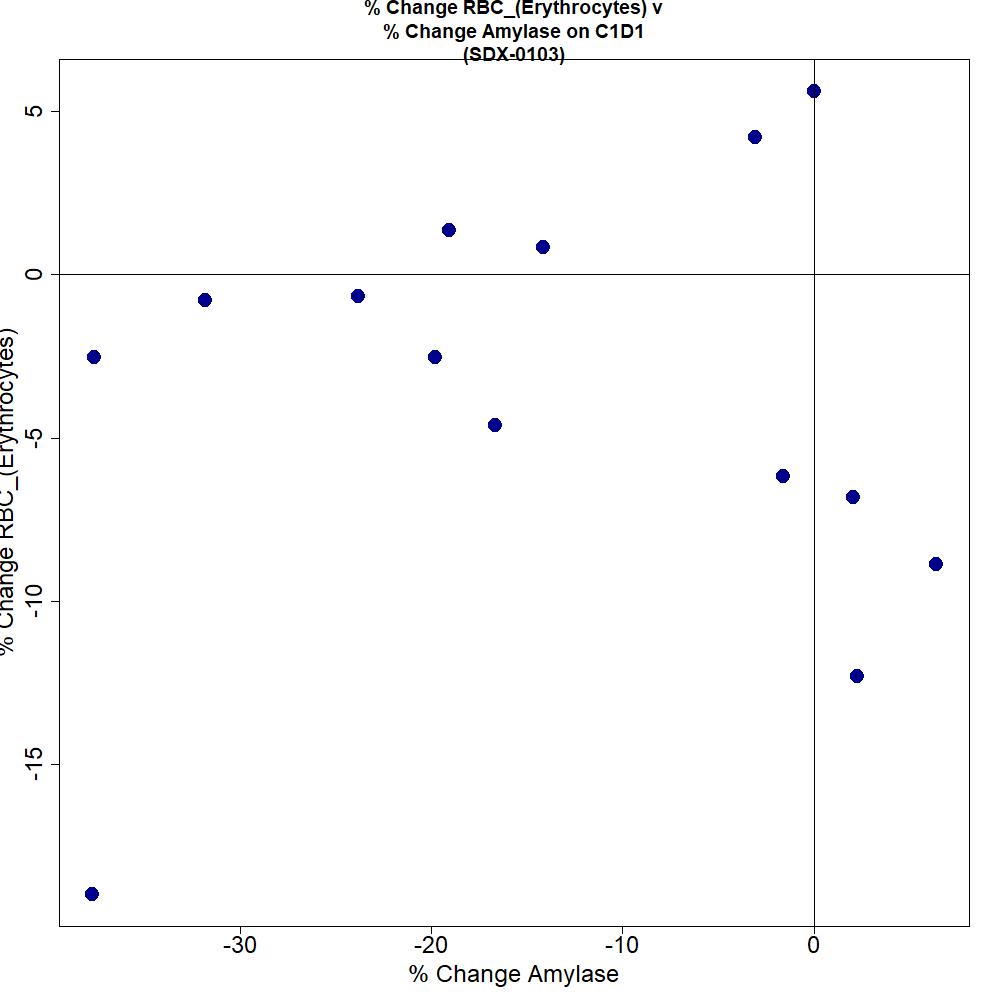 % Change RBC_(Erythrocytes) v
% Change Amylase on C1D1
(SDX-0103)
% Change RBC_(Erythrocytes)
5
0
-5
-10
-15
-30
-20
-10
0
% Change Amylase